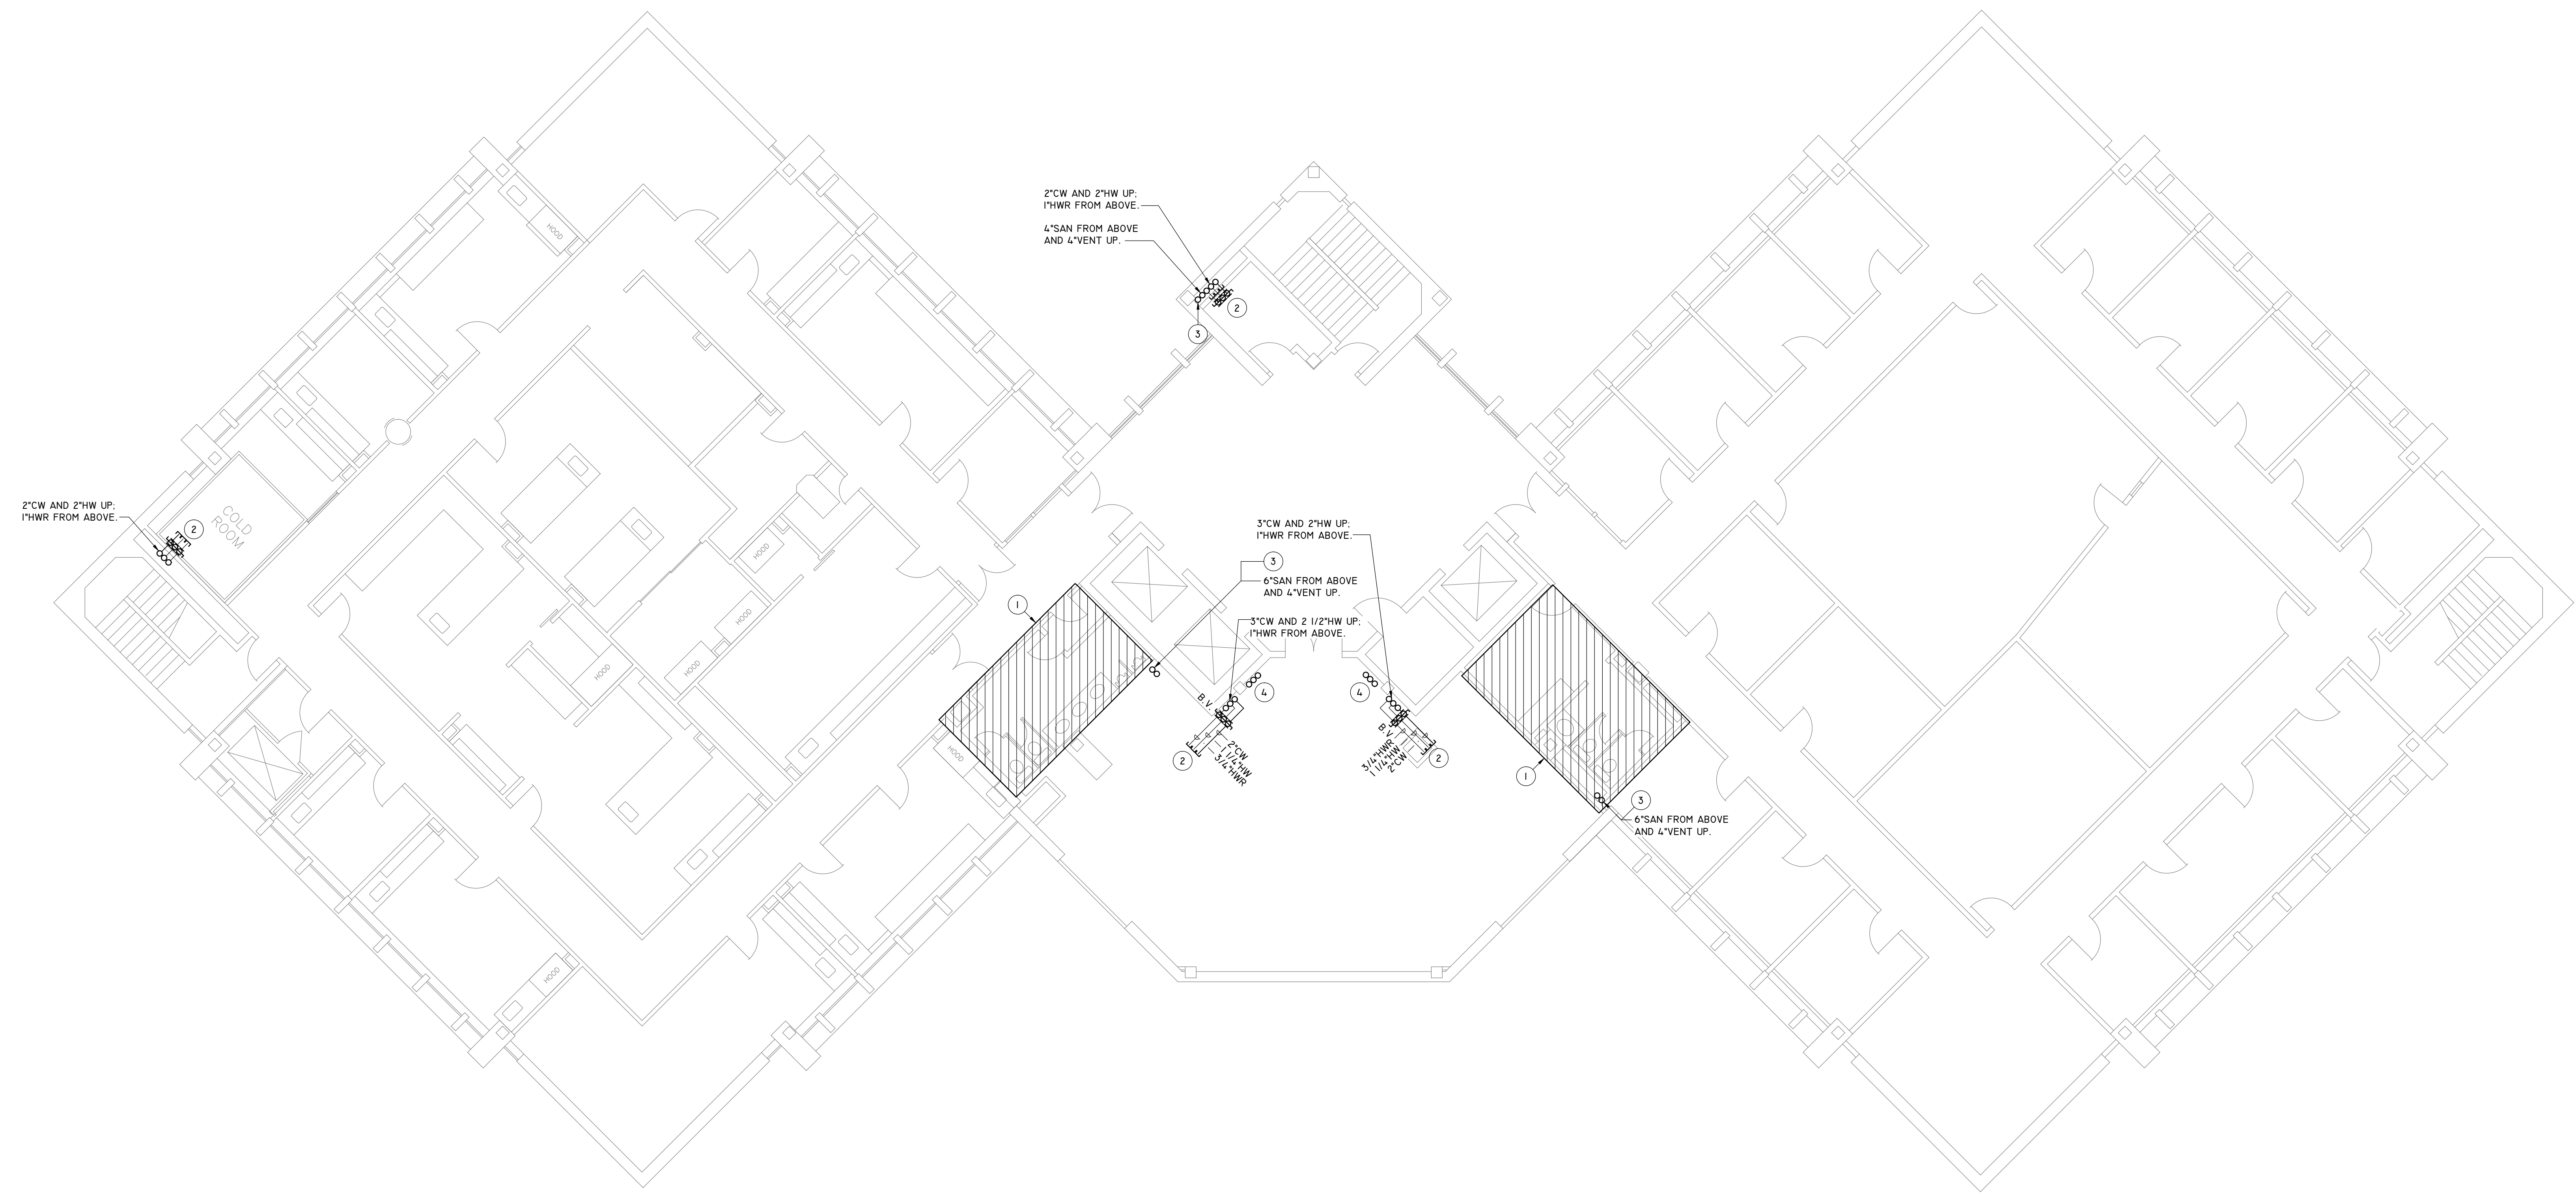 HOOD
2"CW AND 2"HW UP;
1"HWR FROM ABOVE.
4"SAN FROM ABOVE
AND 4"VENT UP.
2
3
2"CW AND 2"HW UP;
1"HWR FROM ABOVE.
2
COLD
ROOM
3"CW AND 2"HW UP;
1"HWR FROM ABOVE.
3
6"SAN FROM ABOVE
AND 4"VENT UP.
HOOD
1
HOOD
3"CW AND 2 1/2"HW UP;
1"HWR FROM ABOVE.
HOOD
HOOD
4
4
B.V.
B.V.
HOOD
2"CW
1 1/4"HW
3/4"HWR
2
3/4"HWR
1 1/4"HW
2"CW
2
1
3
6"SAN FROM ABOVE
AND 4"VENT UP.
HOOD